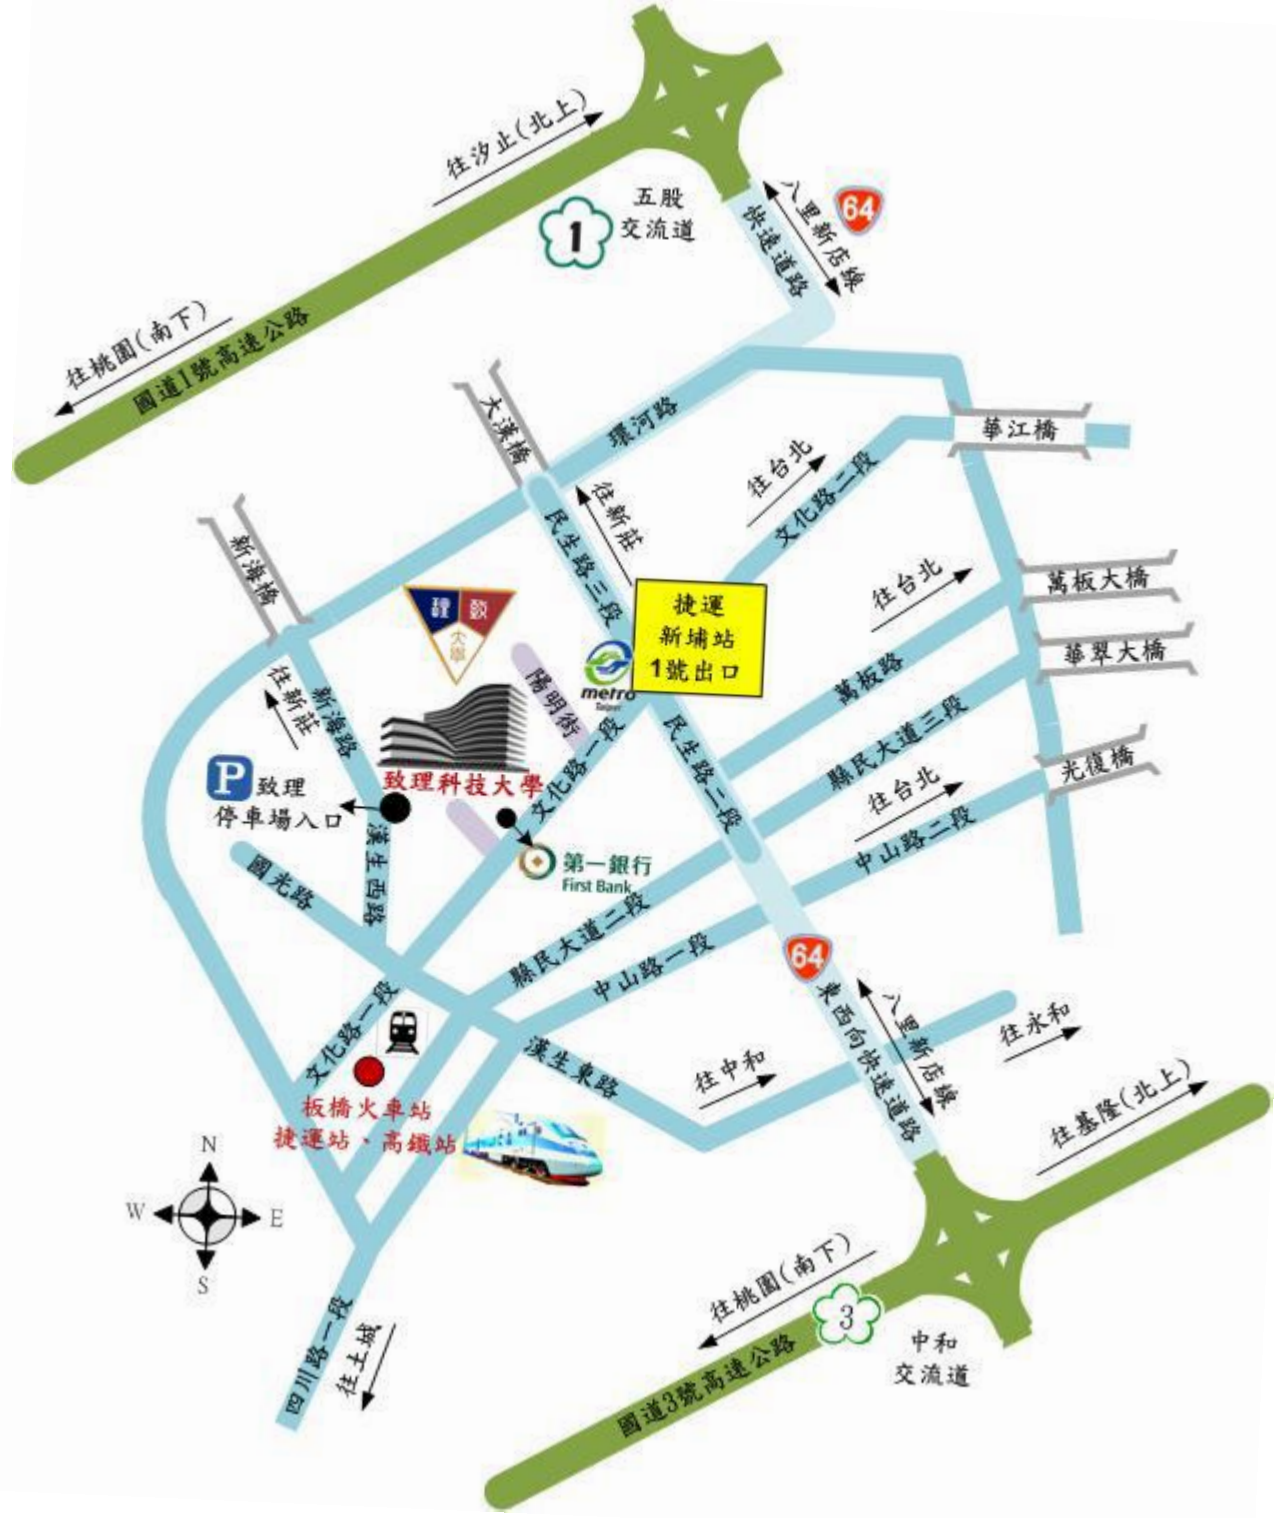 往汐止(北上)
五股
交流道
1
64
八里新店線
快速道路
往桃園(南下)
國道1號高速公路
大漢橋
環河路
華江橋
往台北
文化路二段
往新莊
民生路三段
新海橋
理 致
大學
捷運
新埔站
1號出口
metro
Taipei
往台北
萬板大橋
華翠大橋
萬板路
陽明街
往新莊
新海路
民生路二段
縣民大道三段
光復橋
往台北
中山路二段
P
致理
停車場入口
致理科技大學
文化路一段
漢生西路
第一銀行
First Bank
國光路
縣民大道二段
中山路一段
64
東西向快速道路
八里新店線
往永和
文化路一段
漢生東路
往中和
板橋火車站
捷運站、高鐵站
N
W
E
S
往基隆(北上)
往桃園(南下)
3
中和
交流道
國道3號高速公路
四川路一段
往土城